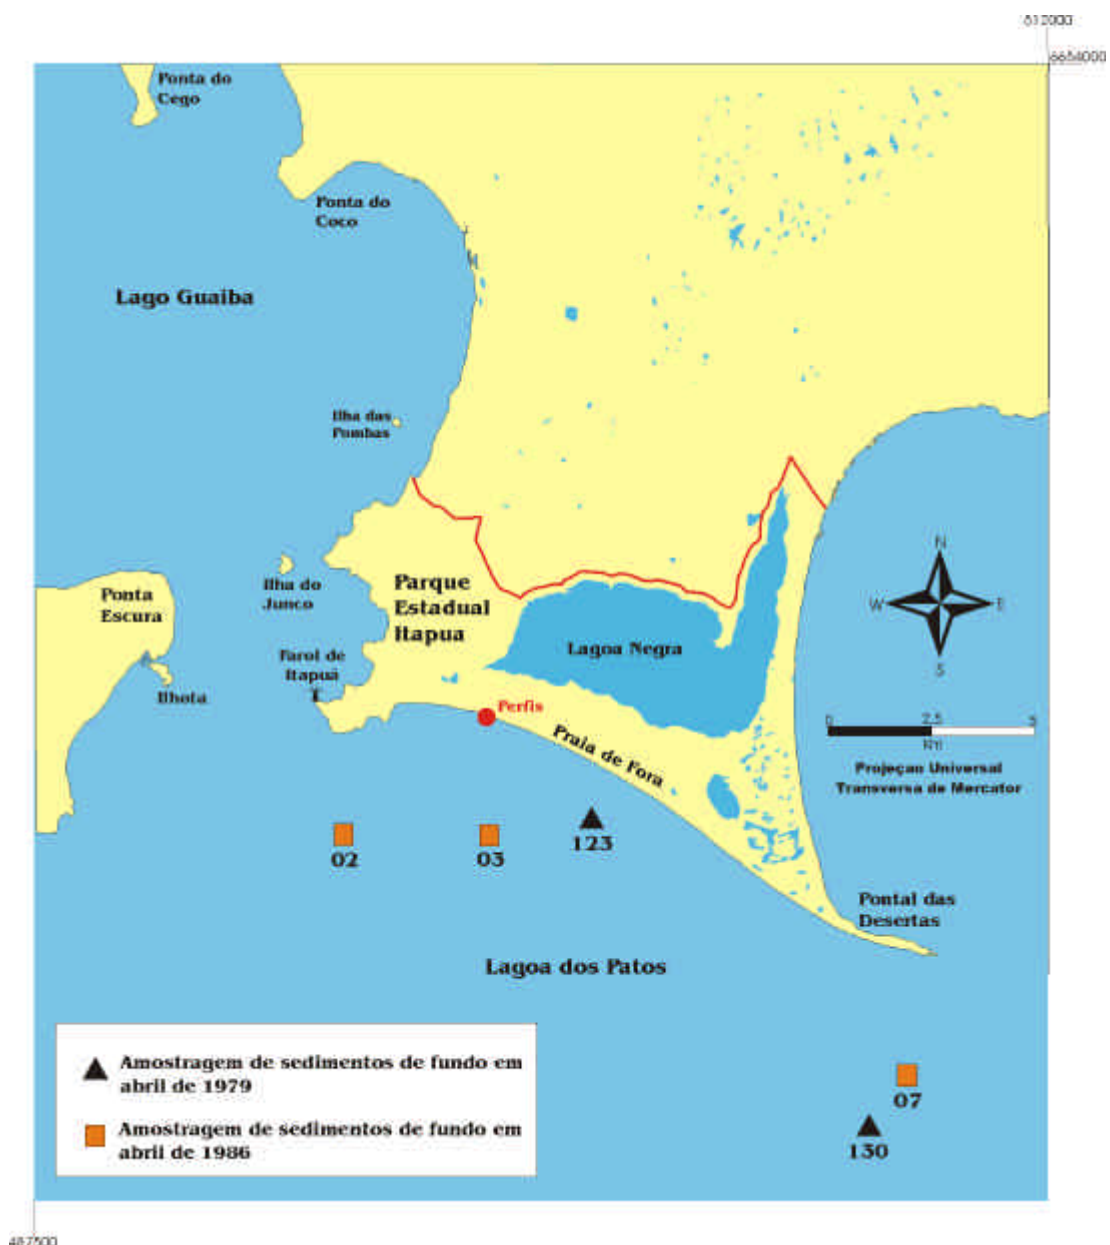 6654000
Ponta do
Cego
Ponta do
Coco
Lago Guaiba
Ilha das
Pombas
N
W
E
S
Ponta
Escura
Ilha do
Junco
Parque
Estadual
Itapua
Lagoa Negra
Farol de
Itapuã
Ilhota
Perfis
Praia de Fora
0 2,5 5
Km
Projeçao Universal
Transversa de Mercator
02
03
123
Pontal das
Desertas
Lagoa dos Patos
07
130
Amostragem de sedimentos de fundo em
abril de 1979
Amostragem de sedimentos de fundo em
abril de 1986
487500